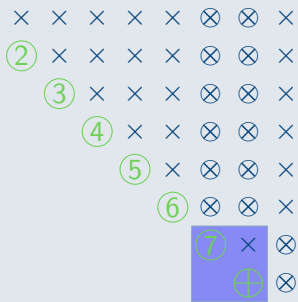 × × × × × ⊗ ⊗ ×
② × × × × ⊗ ⊗ ×
③ × × × ⊗ ⊗ ×
④ × × ⊗ ⊗ ×
⑤ × ⊗ ⊗ ×
⑥ ⊗ ⊗ ×
⑦ × ⊗
⊕ ⊗